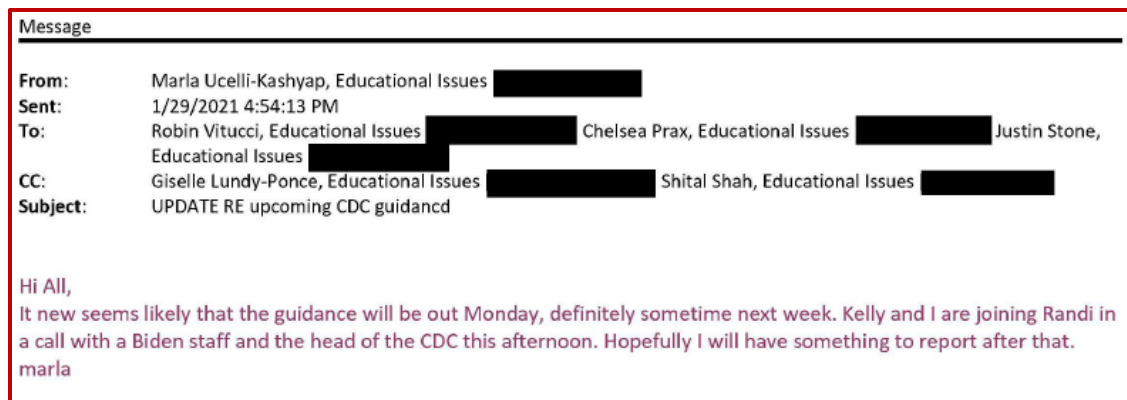 Message
From: Marla Ucelli-Kashyap, Educational Issues
Sent: 1/29/2021 4:54:13 PM
To: Robin Vitucci, Educational Issues Chelsea Prax, Educational Issues Justin Stone,
Educational Issues
CC: Giselle Lundy-Ponce, Educational Issues Shital Shah, Educational Issues
Subject: UPDATE RE upcoming CDC guidancd
Hi All,
It new seems likely that the guidance will be out Monday, definitely sometime next week. Kelly and I are joining Randi in
a call with a Biden staff and the head of the CDC this afternoon. Hopefully I will have something to report after that.
marla